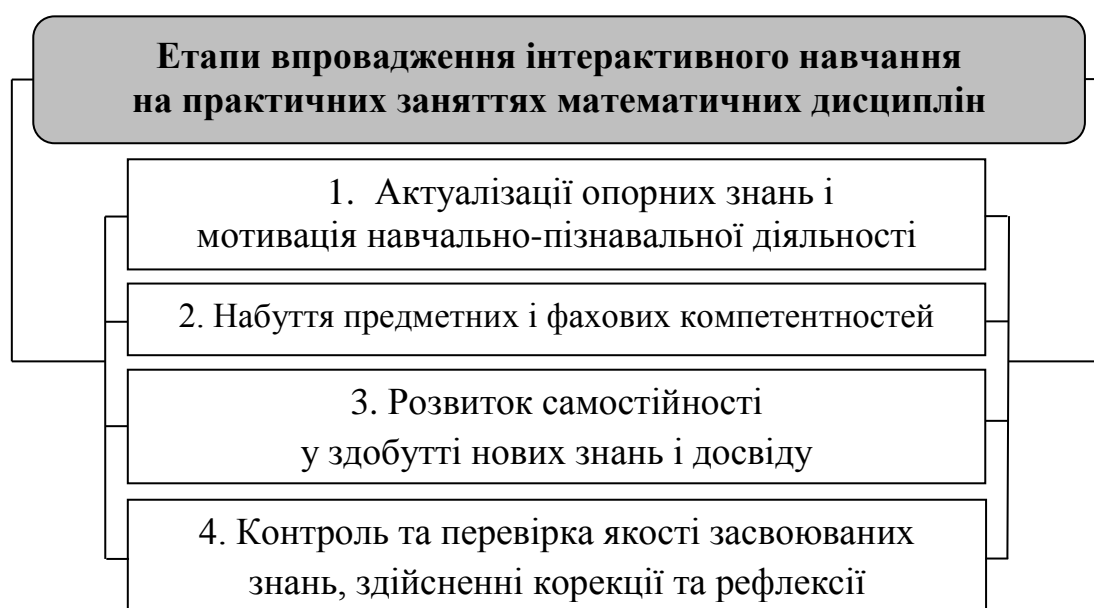 Етапи впровадження інтерактивного навчання
на практичних заняттях математичних дисциплін
1. Актуалізації опорних знань і
мотивація навчально-пізнавальної діяльності
2. Набуття предметних і фахових компетентностей
3. Розвиток самостійності
у здобутті нових знань і досвіду
4. Контроль та перевірка якості засвоюваних
знань, здійсненні корекції та рефлексії